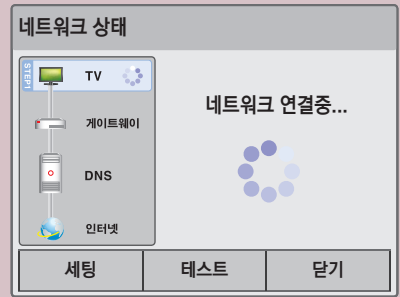 네트워크 상태
STEP1
TV
게이트웨이
DNS
인터넷
네트워크 연결중...
세팅 테스트 닫기